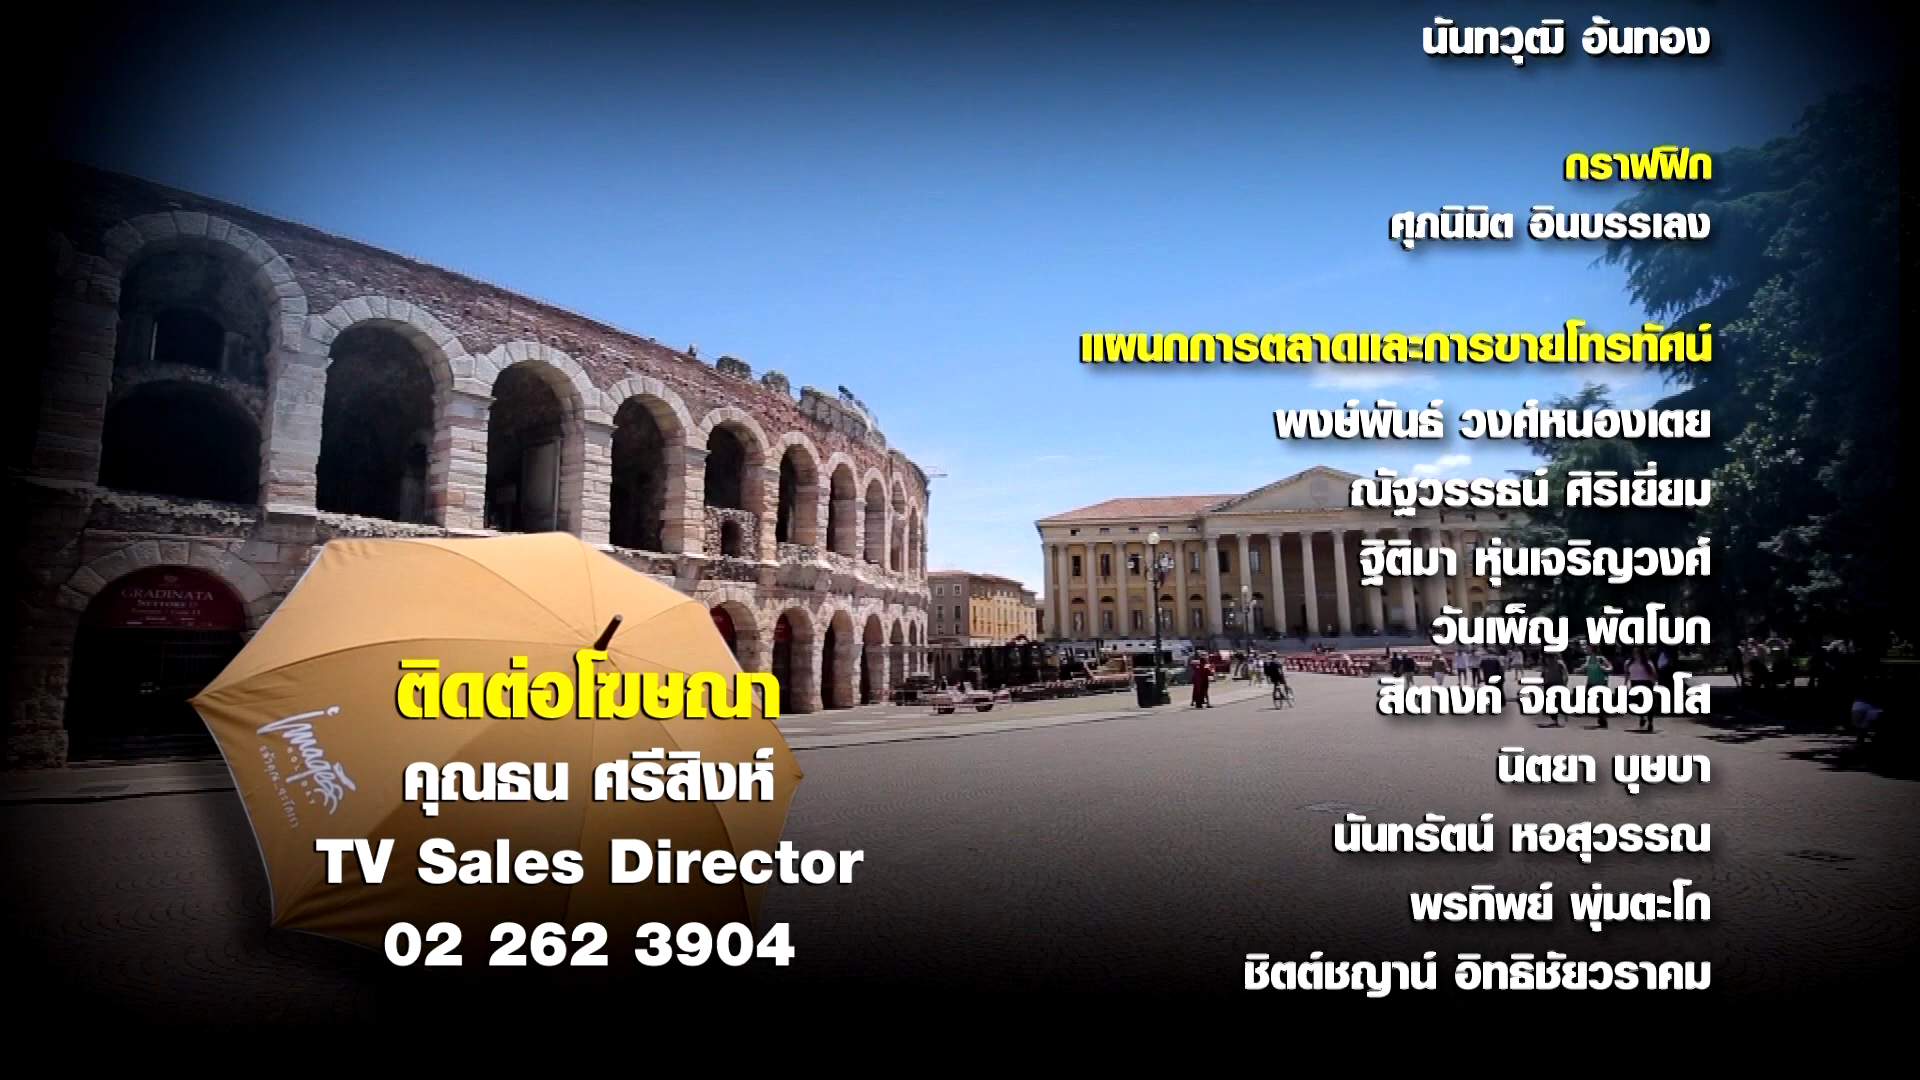 นันทวุฒิ อ้นทอง
กราฟฟิก
ศุภนิมิต อินบรรเลง
แผนกการตลาดและการขายโทรทัศน์
พงษ์พันธ์ วงศ์หนองเตย
ณัฐวรรธน์ ศิริเยี่ยม
ฐิติมา หุ่นเจริญวงศ์
วันเพ็ญ พัดโบก
สีตางค์ จิณณวาโส
นิตยา บุษบา
นันทรัตน์ หอสุวรรณ
พรทิพย์ พุ่มตะโก
ชิตต์ชญาน์ อิทธิชัยวราคม
GRADINATA
SETTORE D
images
HOLIDAY
ติดต่อโฆษณา
คุณธน ศรีสิงห์
TV Sales Director
02 262 3904